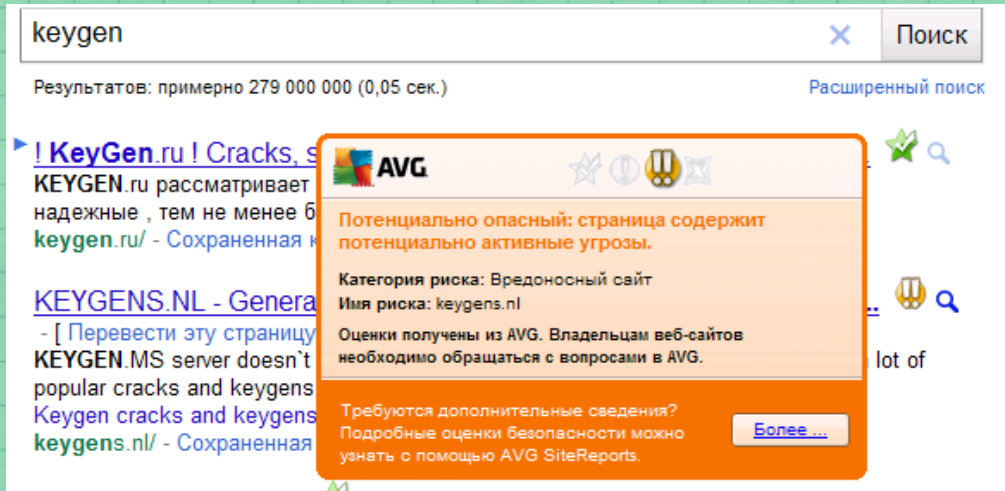 keygen
Поиск
Результатов: примерно 279 000 000 (0,05 сек.)
Расширенный поиск
! KeyGen.ru ! Cracks, s
KEYGEN.ru рассматривает
надежные , тем не менее б
keygen.ru/ - Сохраненная к
AVG
Потенциально опасный: страница содержит
потенциально активные угрозы.
Категория риска: Вредоносный сайт
Имя риска: keygens.nl
Оценки получены из AVG. Владельцам веб-сайтов
необходимо обращаться с вопросами в AVG.
Требуются дополнительные сведения?
Подробные оценки безопасности можно
узнать с помощью AVG SiteReports.
Более ...
KEYGENS.NL - Genera ..
- [ Перевести эту страницу
KEYGEN.MS server doesn`t lot of
popular cracks and keygens
Keygen cracks and keygens
keygens.nl/ - Сохраненная